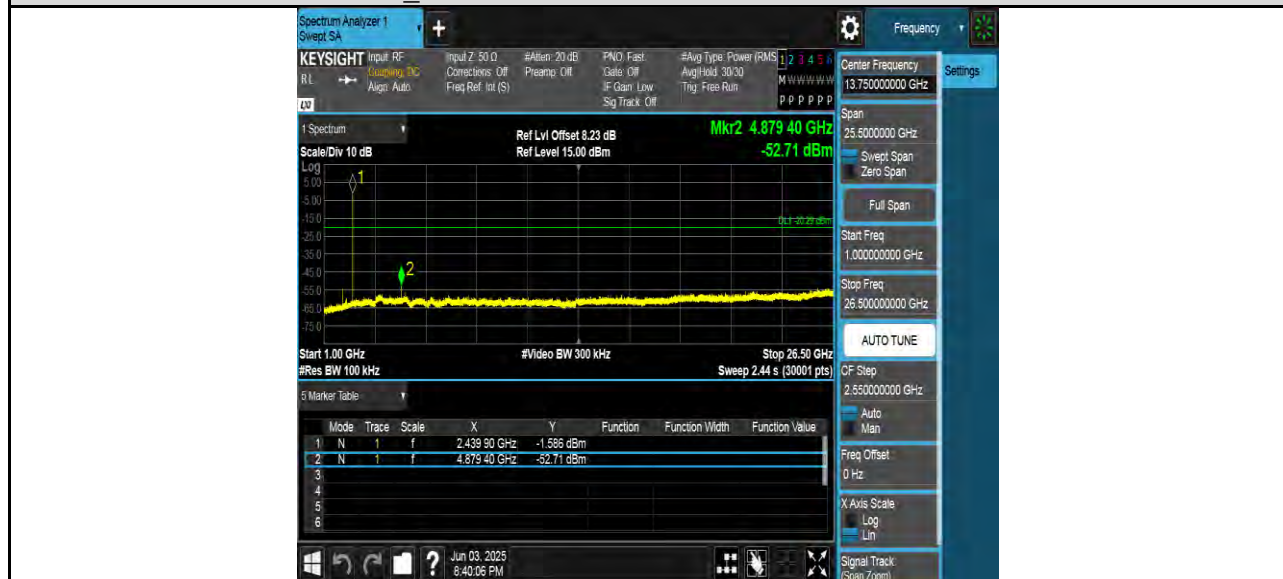 Spectrum Analyzer 1
Swept SA
+
Frequency
KEYSIGHT Input: RF Input Z: 50 Ω #Atten: 20 dB PNO: Fast #Avg Type: Power (RMS 1 2 3 4 5 6
RL Coupling: DC Corrections: Off Preamp: Off Gate: Off Avg|Hold: 30/30 M W W W W W
Align: Auto Freq Ref: Int (S) IF Gain: Low Trig: Free Run
Sig Track: Off P P P P P P
LXI
Center Frequency
13.750000000 GHz
Settings
Span
25.5000000 GHz
Swept Span
Zero Span
Full Span
Start Freq
1.000000000 GHz
Stop Freq
26.500000000 GHz
AUTO TUNE
CF Step
2.550000000 GHz
Auto
Man
Freq Offset
0 Hz
X Axis Scale
Log
Lin
Signal Track
(Span Zoom)
1 Spectrum
Ref Lvl Offset 8.23 dB
Mkr2 4.879 40 GHz
Scale/Div 10 dB
Ref Level 15.00 dBm
-52.71 dBm
Log
5.00
-5.00
-15.0
-25.0
-35.0
-45.0
-55.0
-65.0
-75.0
1
2
Start 1.00 GHz #Video BW 300 kHz Stop 26.50 GHz
#Res BW 100 kHz Sweep 2.44 s (30001 pts)
5 Marker Table
Mode Trace Scale X Y Function Function Width Function Value
1 N 1 f 2.439 90 GHz -1.586 dBm
2 N 1 f 4.879 40 GHz -52.71 dBm
3
4
5
6
?
Jun 03, 2025
8:40:06 PM